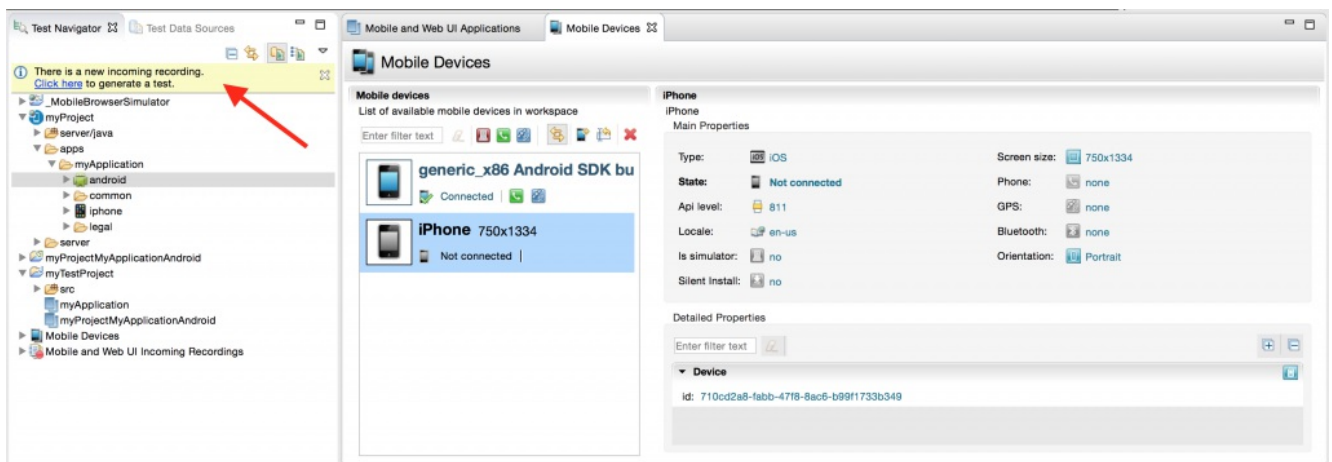 Test Navigator
Test Data Sources
There is a new incoming recording.
Click here to generate a test.
_MobileBrowserSimulator
myProject
server/java
apps
myApplication
android
common
iphone
legal
server
myProjectMyApplicationAndroid
myTestProject
src
myApplication
myProjectMyApplicationAndroid
Mobile Devices
Mobile and Web UI Incoming Recordings
Mobile and Web UI Applications
Mobile Devices
Mobile Devices
Mobile devices
List of available mobile devices in workspace
Enter filter text
generic_x86 Android SDK bu
Connected
iPhone 750x1334
Not connected
iPhone
iPhone
Main Properties
Type: iOS iOS
Screen size: 750x1334
State: Not connected
Phone: none
Api level: 811
GPS: none
Locale: en-us
Bluetooth: none
Is simulator: no
Orientation: Portrait
Silent Install: no
Detailed Properties
Enter filter text
Device
id: 710cd2a8-fabb-47f8-8ac6-b99f1733b349